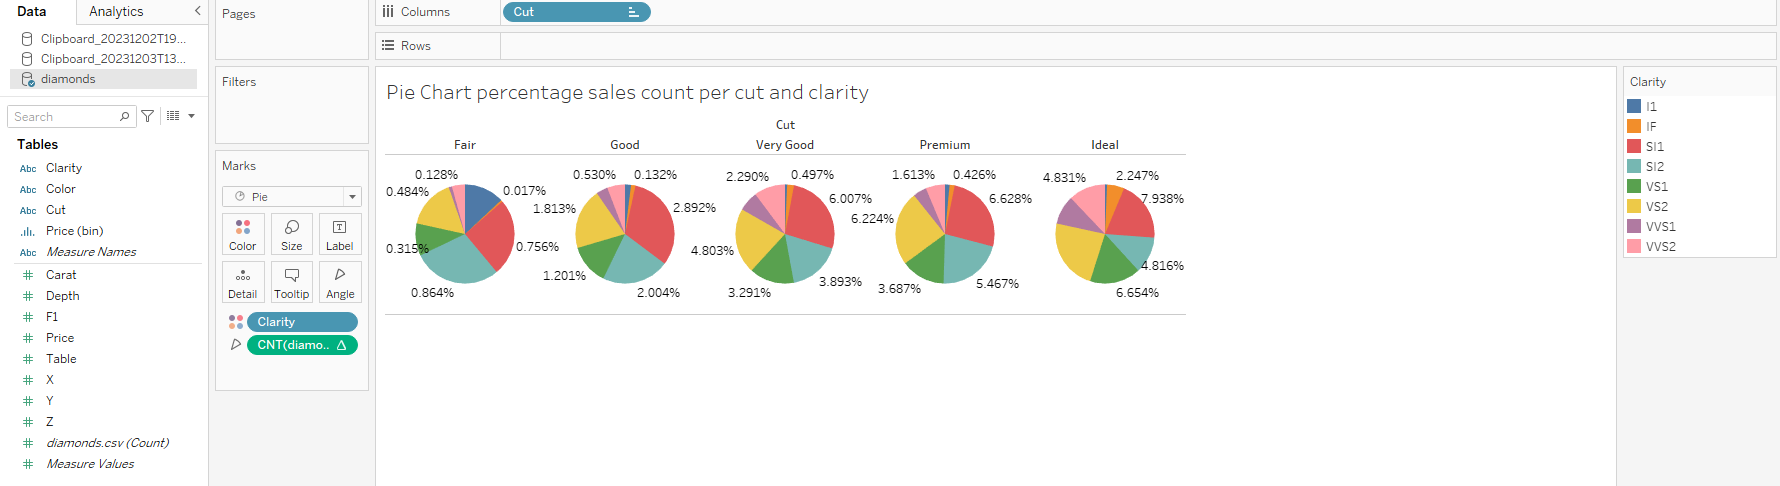 Data
Analytics
Clipboard_20231202T19...
Clipboard_20231203T13...
diamonds
Search
Tables
Abc Clarity
Abc Color
Abc Cut
Price (bin)
Abc Measure Names
# Carat
# Depth
# F1
# Price
# Table
# X
# Y
# Z
# diamonds.csv (Count)
# Measure Values
Pages
Filters
Marks
Pie
Color Size Label
Detail Tooltip Angle
Clarity
CNT(diamo..
Columns Cut
Rows
Pie Chart percentage sales count per cut and clarity
Cut
Fair Good Very Good Premium Ideal
0.128% 0.530% 0.132% 2.290% 0.497% 1.613% 0.426% 4.831% 2.247%
0.484% 0.017% 1.813% 2.892% 6.007% 6.224% 6.628% 7.938%
0.315% 0.756% 1.201% 4.803% 3.893% 3.687% 5.467% 4.816%
0.864% 2.004% 3.291% 6.654%
Clarity
I1
IF
SI1
SI2
VS1
VS2
VVS1
VVS2